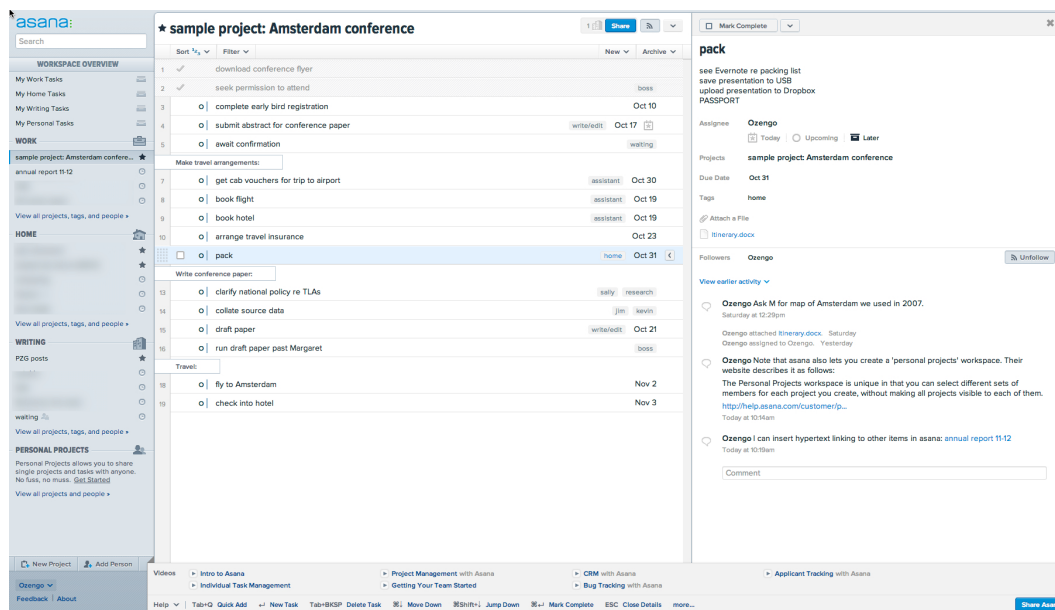 asana:
Search
WORKSPACE OVERVIEW
My Work Tasks
My Home Tasks
My Writing Tasks
My Personal Tasks
WORK
sample project: Amsterdam confere...
annual report 11-12
View all projects, tags, and people ▸
HOME
View all projects, tags, and people ▸
WRITING
PZG posts
waiting
View all projects, tags, and people ▸
PERSONAL PROJECTS
Personal Projects allows you to share
single projects and tasks with anyone.
No fuss, no muss. Get Started
View all projects and people ▸
New Project Add Person
Ozengo
Feedback About
★ sample project: Amsterdam conference
1 Share
Sort Filter New Archive
1 ✓ download conference flyer
2 ✓ seek permission to attend boss
3 complete early bird registration Oct 10
4 submit abstract for conference paper write/edit Oct 17
5 await confirmation waiting
Make travel arrangements:
7 get cab vouchers for trip to airport assistant Oct 30
8 book flight assistant Oct 19
9 book hotel assistant Oct 19
10 arrange travel insurance Oct 23
pack home Oct 31
Write conference paper:
13 clarify national policy re TLAs sally research
14 collate source data jim kevin
15 draft paper write/edit Oct 21
16 run draft paper past Margaret boss
Travel:
18 fly to Amsterdam Nov 2
19 check into hotel Nov 3
Mark Complete
pack
see Evernote re packing list
save presentation to USB
upload presentation to Dropbox
PASSPORT
Assignee Ozengo
Today Upcoming Later
Projects sample project: Amsterdam conference
Due Date Oct 31
Tags home
Attach a File
itinerary.docx
Followers Ozengo Unfollow
View earlier activity
Ozengo Ask M for map of Amsterdam we used in 2007.
Saturday at 12:29pm
Ozengo attached itinerary.docx. Saturday
Ozengo assigned to Ozengo. Yesterday
Ozengo Note that asana also lets you create a 'personal projects' workspace. Their
website describes it as follows:
The Personal Projects workspace is unique in that you can select different sets of
members for each project you create, without making all projects visible to each of them.
http://help.asana.com/customer/p...
Today at 10:14am
Ozengo I can insert hypertext linking to other items in asana: annual report 11-12
Today at 10:19am
Comment
Videos ▸ Intro to Asana ▸ Project Management with Asana ▸ CRM with Asana ▸ Applicant Tracking with Asana
▸ Individual Task Management ▸ Getting Your Team Started ▸ Bug Tracking with Asana
Help Tab+Q Quick Add ↵ New Task Tab+BKSP Delete Task ⌘↓ Move Down ⌘Shift+↓ Jump Down ⌘↵ Mark Complete ESC Close Details more...
Share Asa